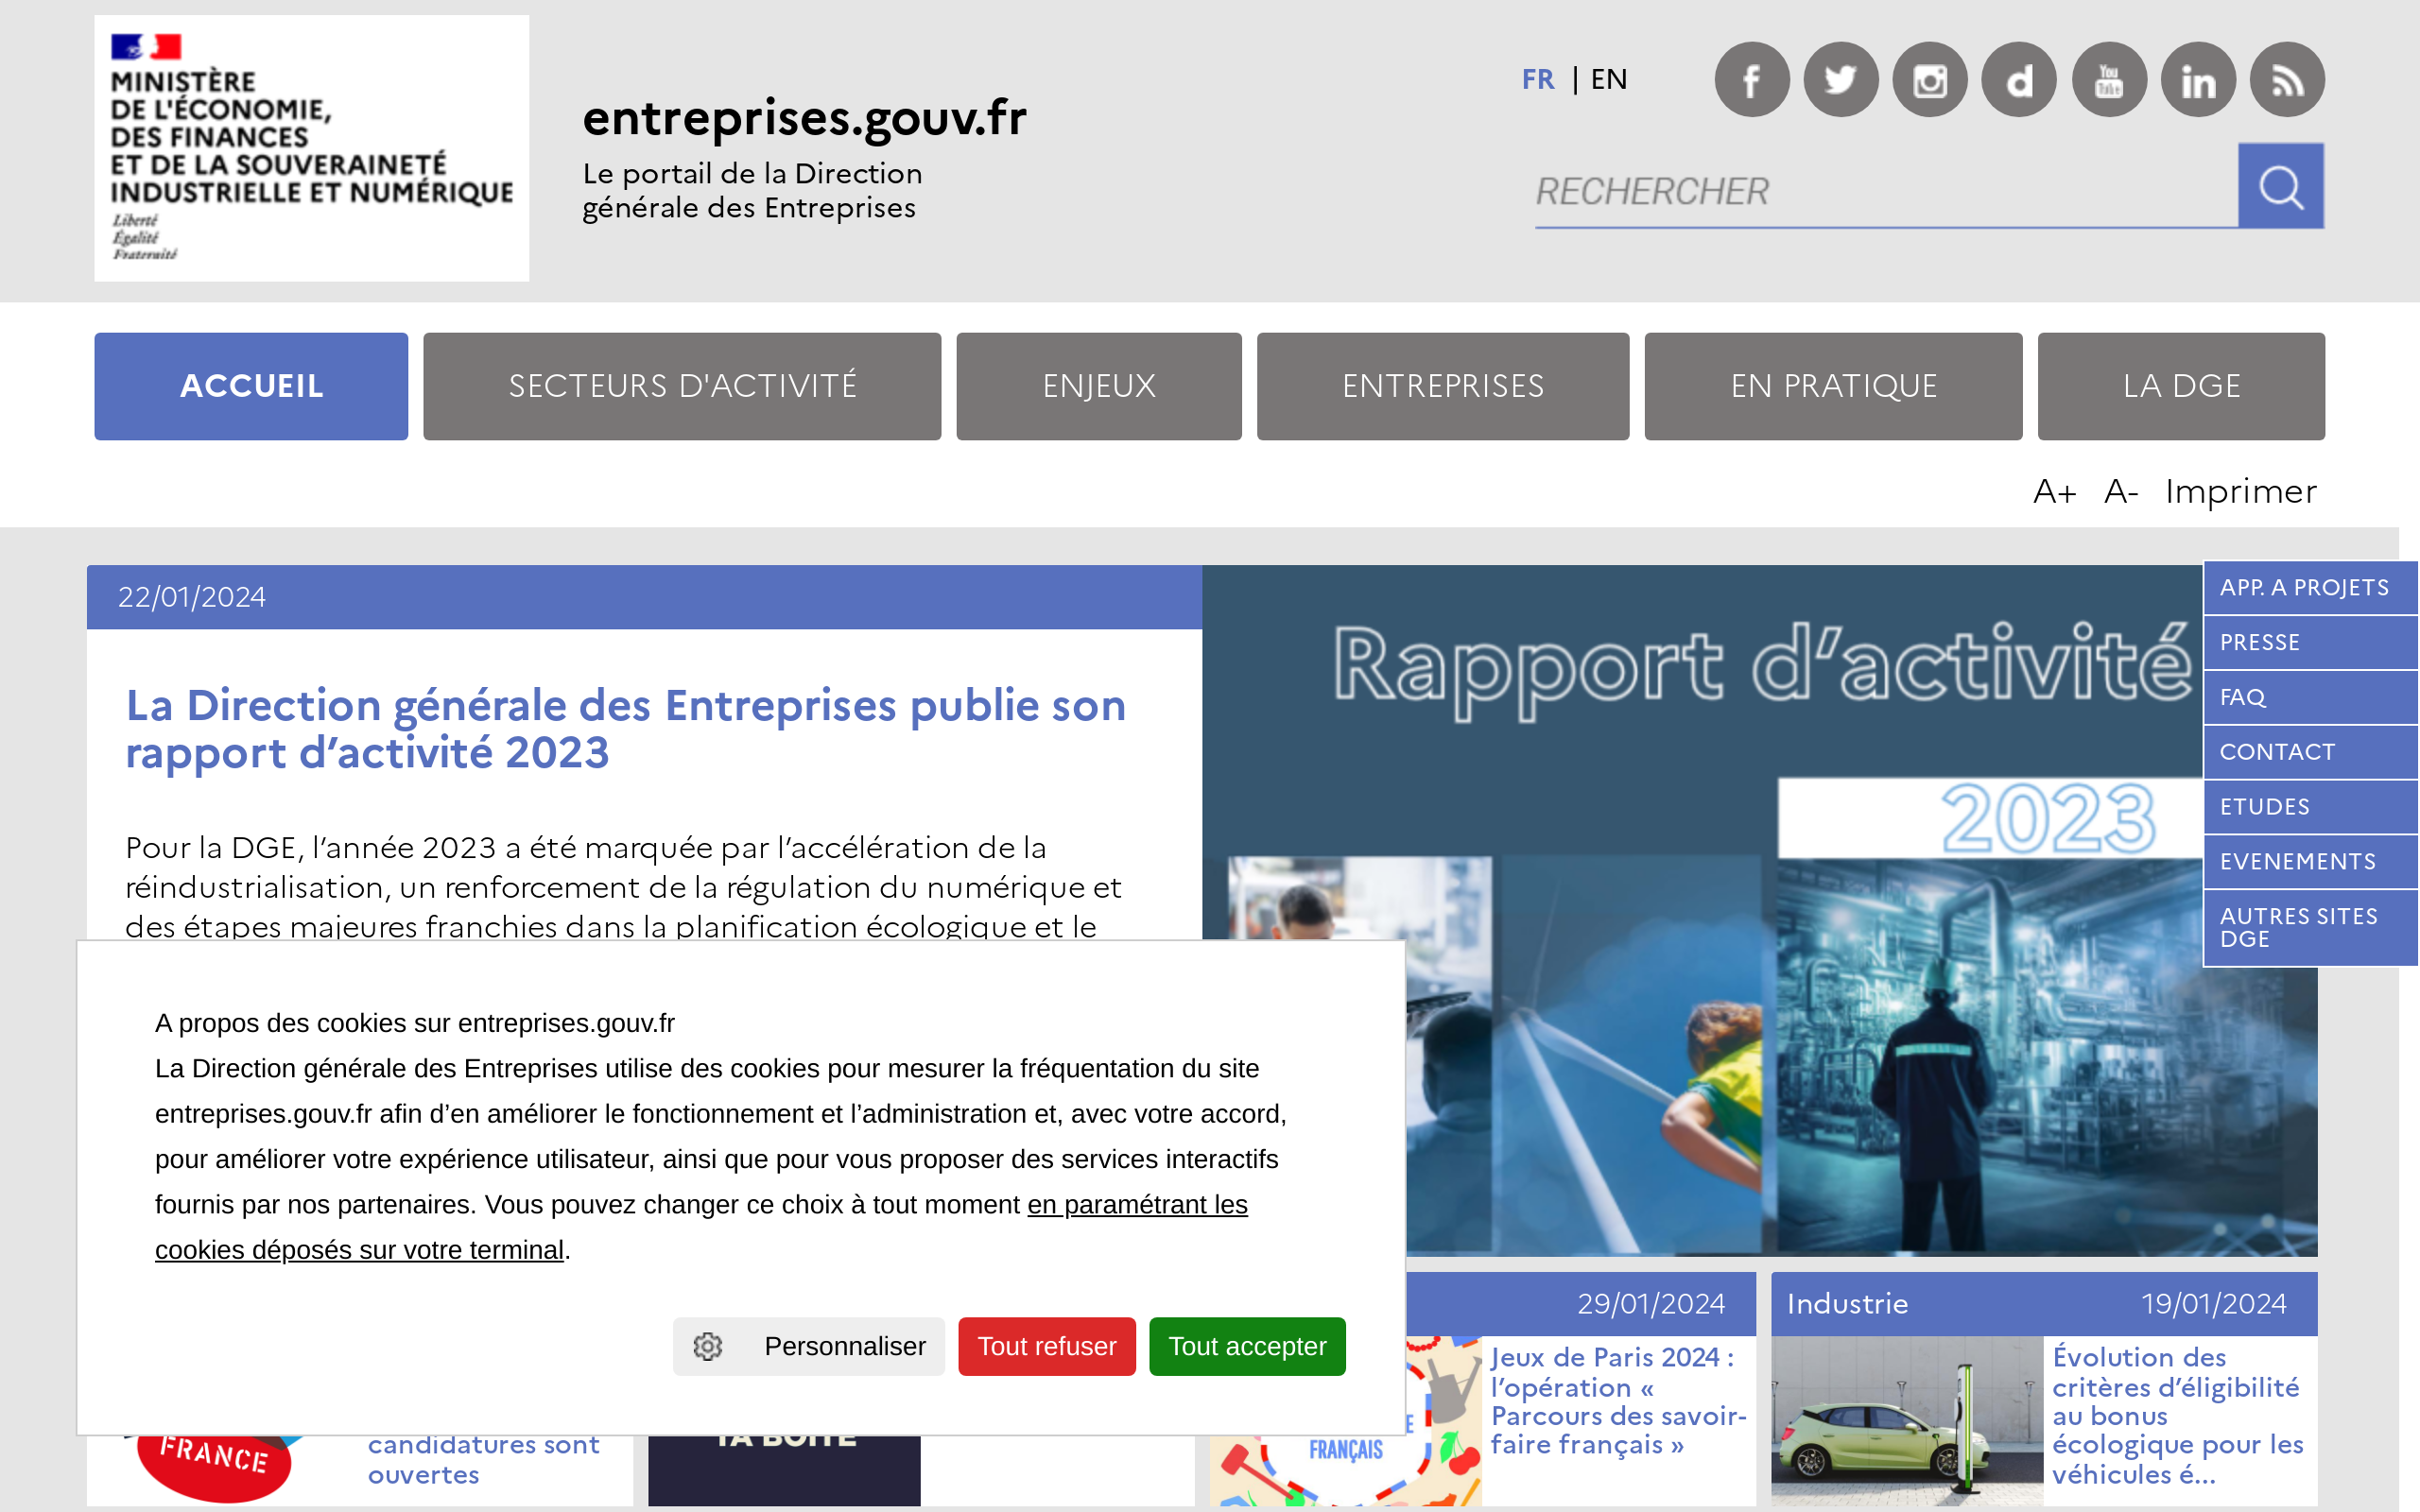 MINISTÈRE
DE L'ÉCONOMIE,
DES FINANCES
ET DE LA SOUVERAINETÉ
INDUSTRIELLE ET NUMÉRIQUE
Liberté
Égalité
Fraternité
entreprises.gouv.fr
Le portail de la Direction
générale des Entreprises
FR | EN
RECHERCHER
ACCUEIL
SECTEURS D'ACTIVITÉ
ENJEUX
ENTREPRISES
EN PRATIQUE
LA DGE
A+ A- Imprimer
22/01/2024
La Direction générale des Entreprises publie son
rapport d’activité 2023
Pour la DGE, l’année 2023 a été marquée par l’accélération de la
réindustrialisation, un renforcement de la régulation du numérique et
des étapes majeures franchies dans la planification écologique et le
Rapport d’activité
2023
APP. A PROJETS
PRESSE
FAQ
CONTACT
ETUDES
EVENEMENTS
AUTRES SITES
DGE
A propos des cookies sur entreprises.gouv.fr
La Direction générale des Entreprises utilise des cookies pour mesurer la fréquentation du site
entreprises.gouv.fr afin d’en améliorer le fonctionnement et l’administration et, avec votre accord,
pour améliorer votre expérience utilisateur, ainsi que pour vous proposer des services interactifs
fournis par nos partenaires. Vous pouvez changer ce choix à tout moment en paramétrant les
cookies déposés sur votre terminal.
Personnaliser
Tout refuser
Tout accepter
FRANCE
candidatures sont
ouvertes
TA BOITE
29/01/2024
FRANÇAIS
Jeux de Paris 2024 :
l’opération «
Parcours des savoir-
faire français »
Industrie
19/01/2024
Évolution des
critères d’éligibilité
au bonus
écologique pour les
véhicules é...